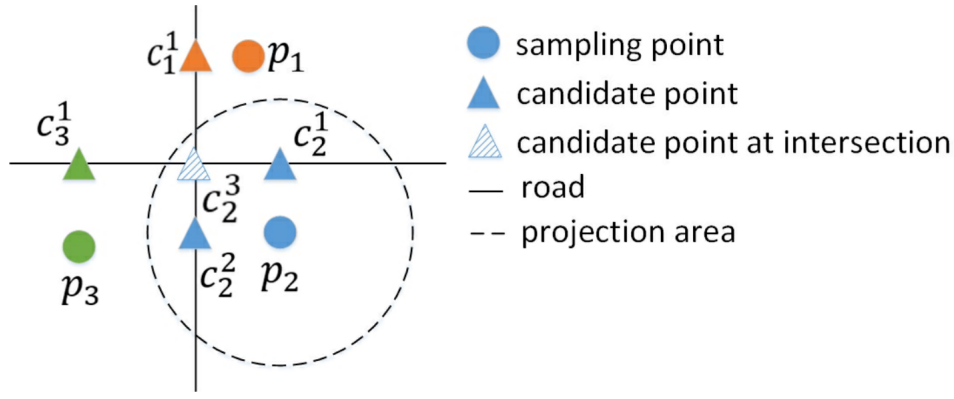 c₁¹ p₁
c₃¹ c₂¹
c₂³
c₂² p₂
p₃
sampling point
candidate point
candidate point at intersection
road
projection area